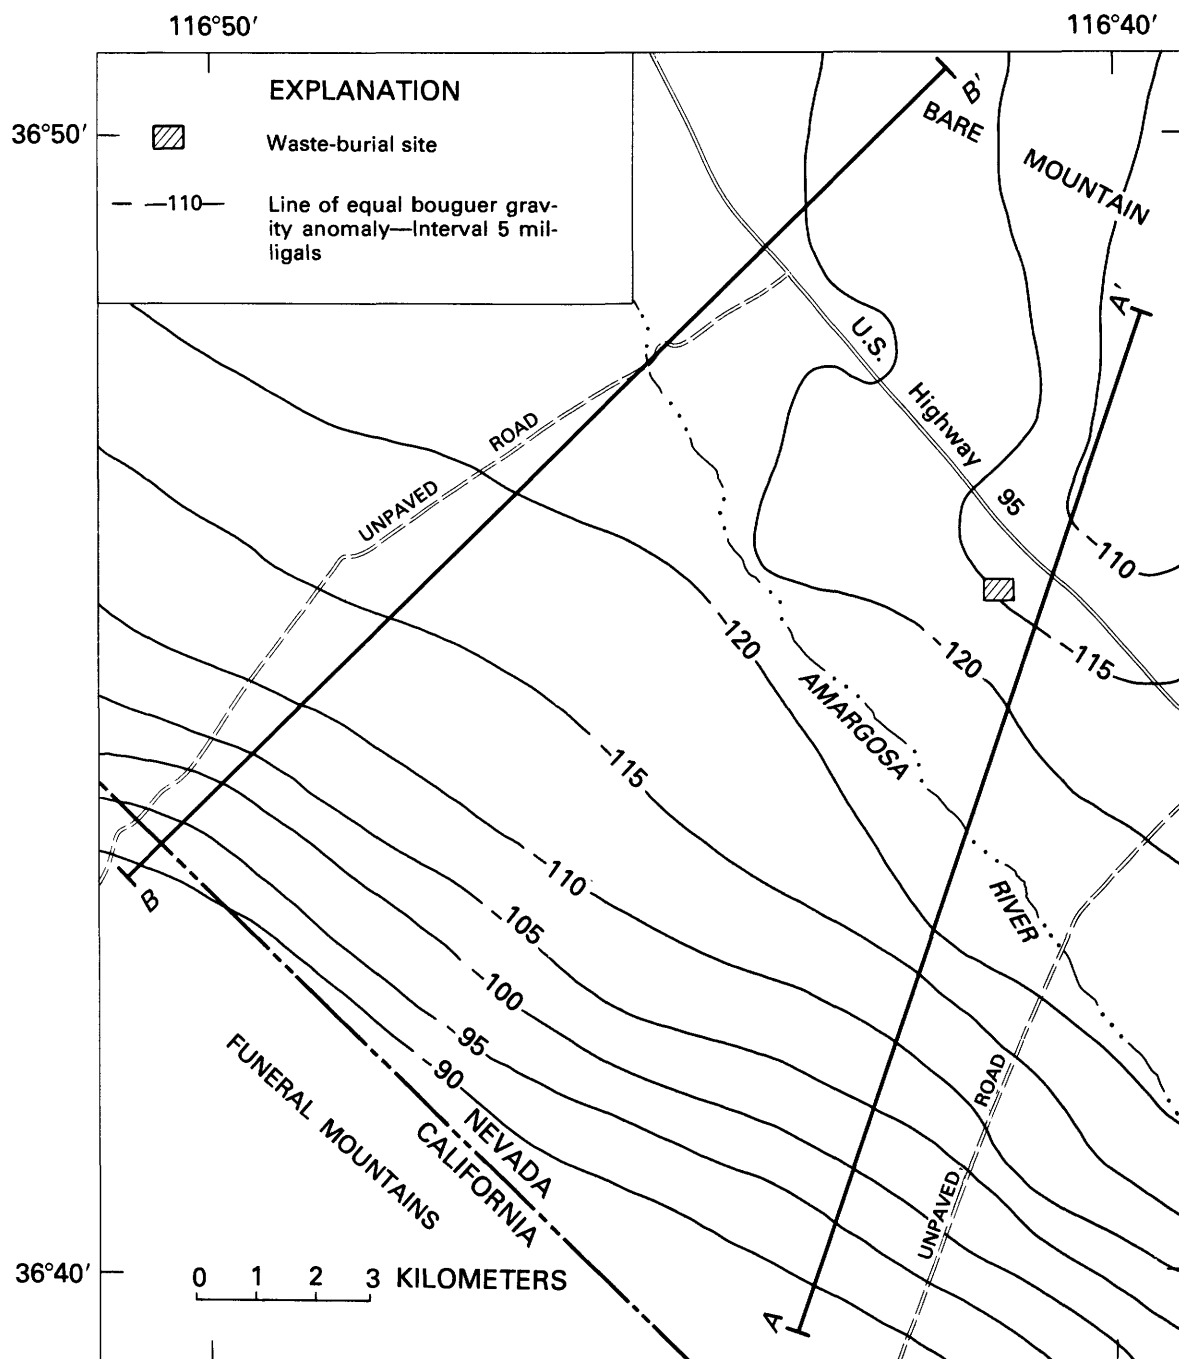 116°50′
116°40′
36°50′
EXPLANATION
Waste-burial site
—110—
Line of equal bouguer grav-
ity anomaly—Interval 5 mil-
ligals
B′
BARE
MOUNTAIN
A′
U.S.
Highway
95
ROAD
UNPAVED
-110
-120
-120
-115
AMARGOSA
-115
RIVER
-110
B
-105
-100
-95
-90
ROAD
UNPAVED
FUNERAL MOUNTAINS
NEVADA
CALIFORNIA
36°40′
0 1 2 3 KILOMETERS
A